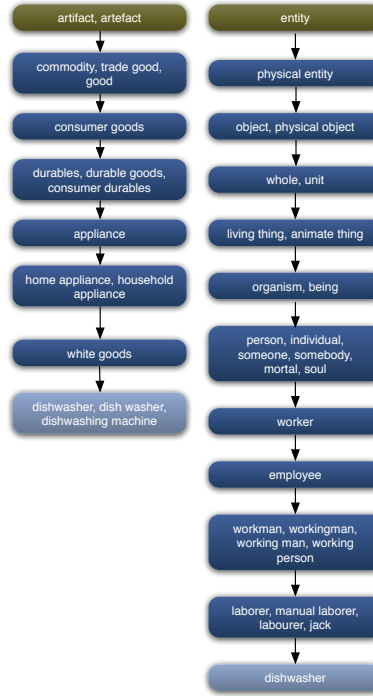 artifact, artefact
commodity, trade good,
good
consumer goods
durables, durable goods,
consumer durables
appliance
home appliance, household
appliance
white goods
dishwasher, dish washer,
dishwashing machine
entity
physical entity
object, physical object
whole, unit
living thing, animate thing
organism, being
person, individual,
someone, somebody,
mortal, soul
worker
employee
workman, workingman,
working man, working
person
laborer, manual laborer,
labourer, jack
dishwasher